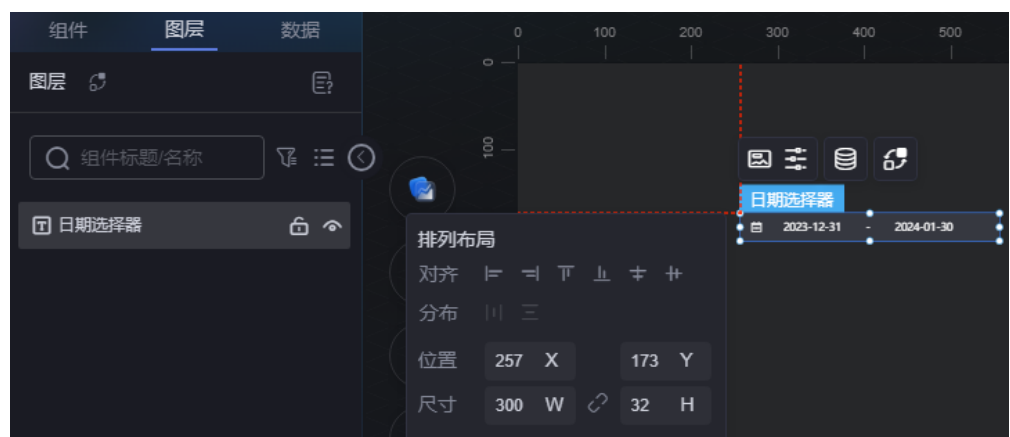 组件 图层 数据
0 100 200 300 400 500
图层
0
组件标题/名称
100
日期选择器
日期选择器
2023-12-31 - 2024-01-30
排列布局
对齐
分布
位置 257 X 173 Y
尺寸 300 W 32 H